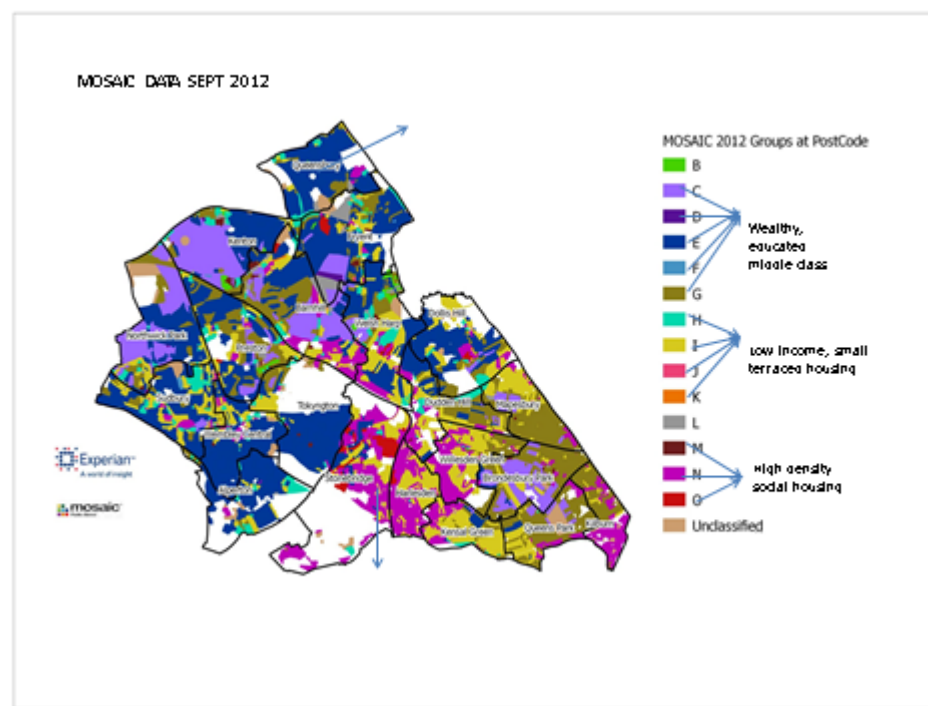 MOSAIC DATA SEPT 2012
MOSAIC 2012 Groups at PostCode
B
C
D
E
F
G
H
I
J
K
L
M
N
O
Unclassified
Wealthy,
educated
middle class
Low income, small
terraced housing
High density
social housing
Queensbury
Kenton
Fryent
Barnhill
Welsh Harp
Dollis Hill
Northwick Park
Preston
Sudbury
Tokyngton
Dudden Hill
Mapesbury
Wembley Central
Willesden Green
Brondesbury Park
Alperton
Stonebridge
Harlesden
Kensal Green
Queens Park
Kilburn
Experian
A world of insight
mosaic